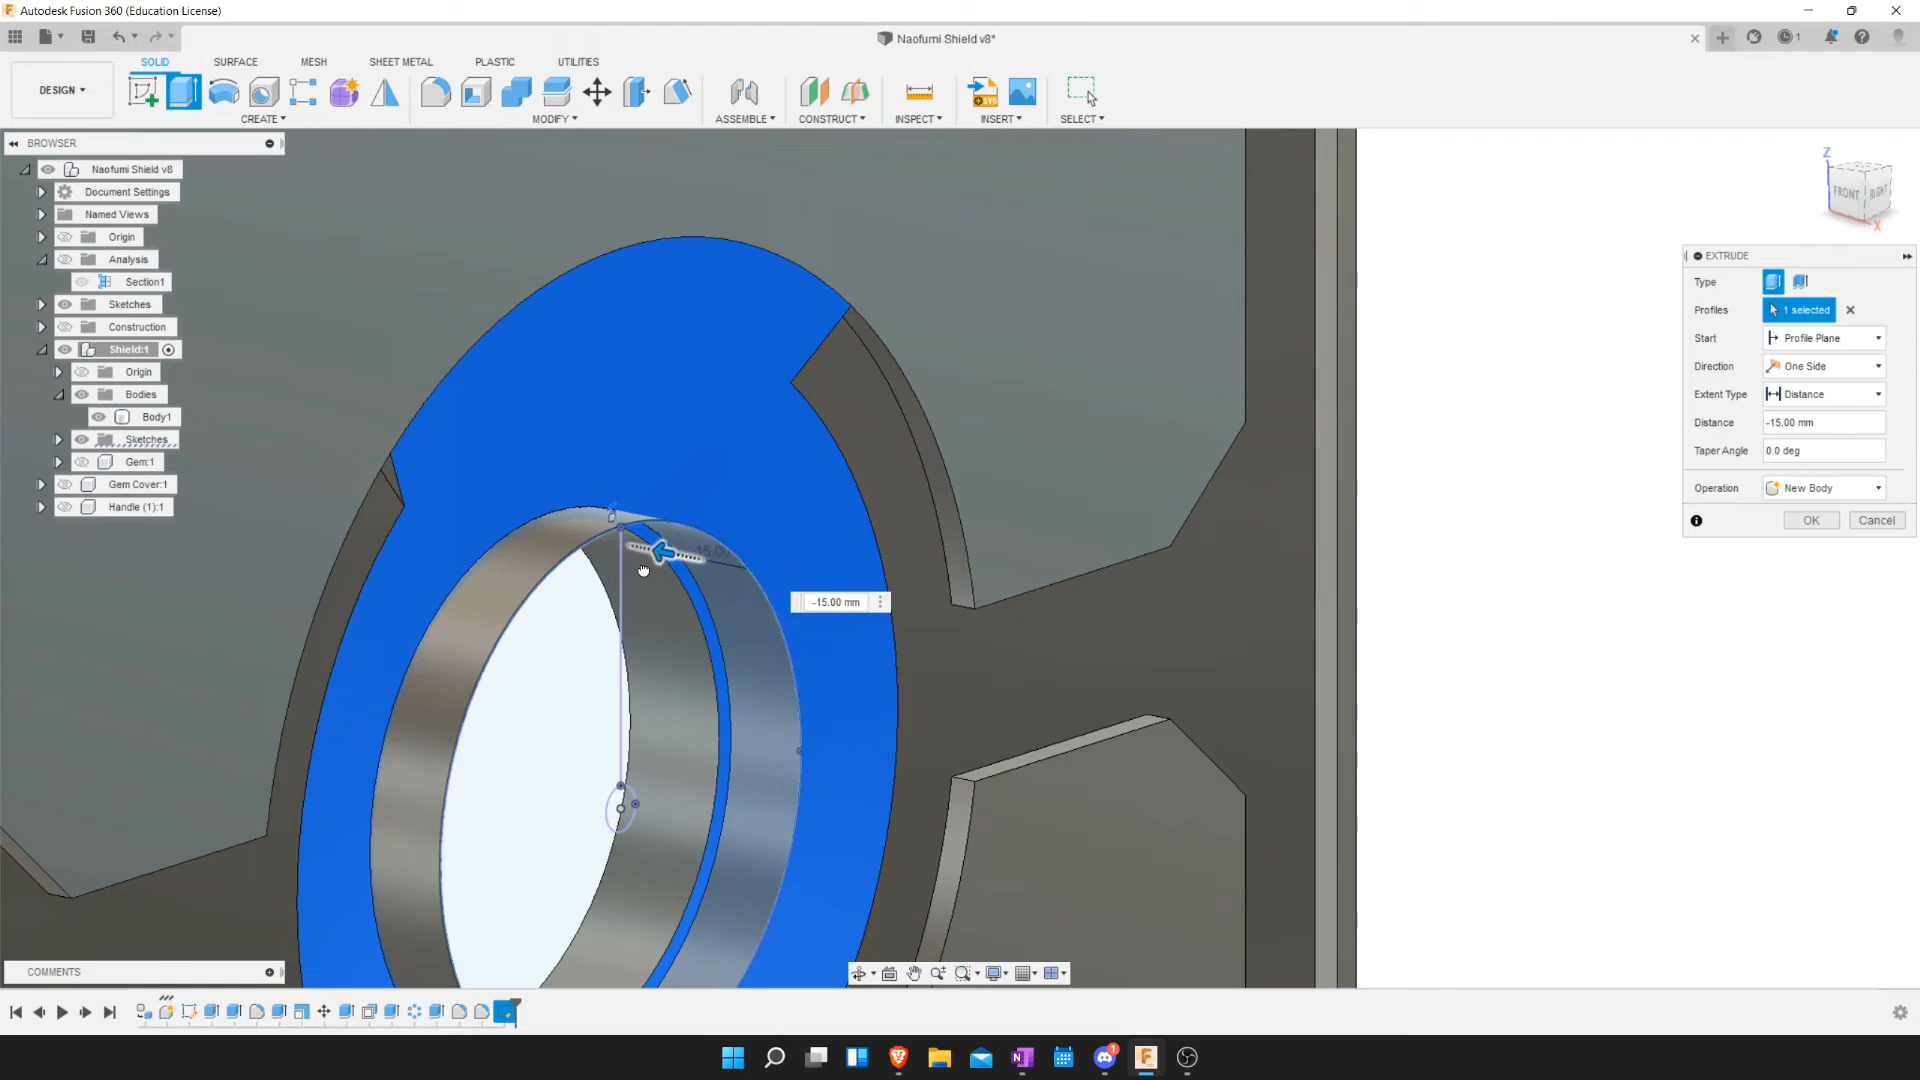 Autodesk Fusion 360 (Education License)
Naofumi Shield v8*
1
DESIGN
SOLID
SURFACE
MESH
SHEET METAL
PLASTIC
UTILITIES
CREATE
MODIFY
ASSEMBLE
CONSTRUCT
INSPECT
INSERT
SELECT
BROWSER
Naofumi Shield v8
Document Settings
Named Views
Origin
Analysis
Section1
Sketches
Construction
Shield:1
Origin
Bodies
Body1
Sketches
Gem:1
Gem Cover:1
Handle (1):1
Z
FRONT
RIGHT
X
EXTRUDE
Type
Profiles 1 selected
Start Profile Plane
Direction One Side
Extent Type Distance
Distance -15.00 mm
Taper Angle 0.0 deg
Operation New Body
OK Cancel
15.00
-15.00 mm
COMMENTS
1